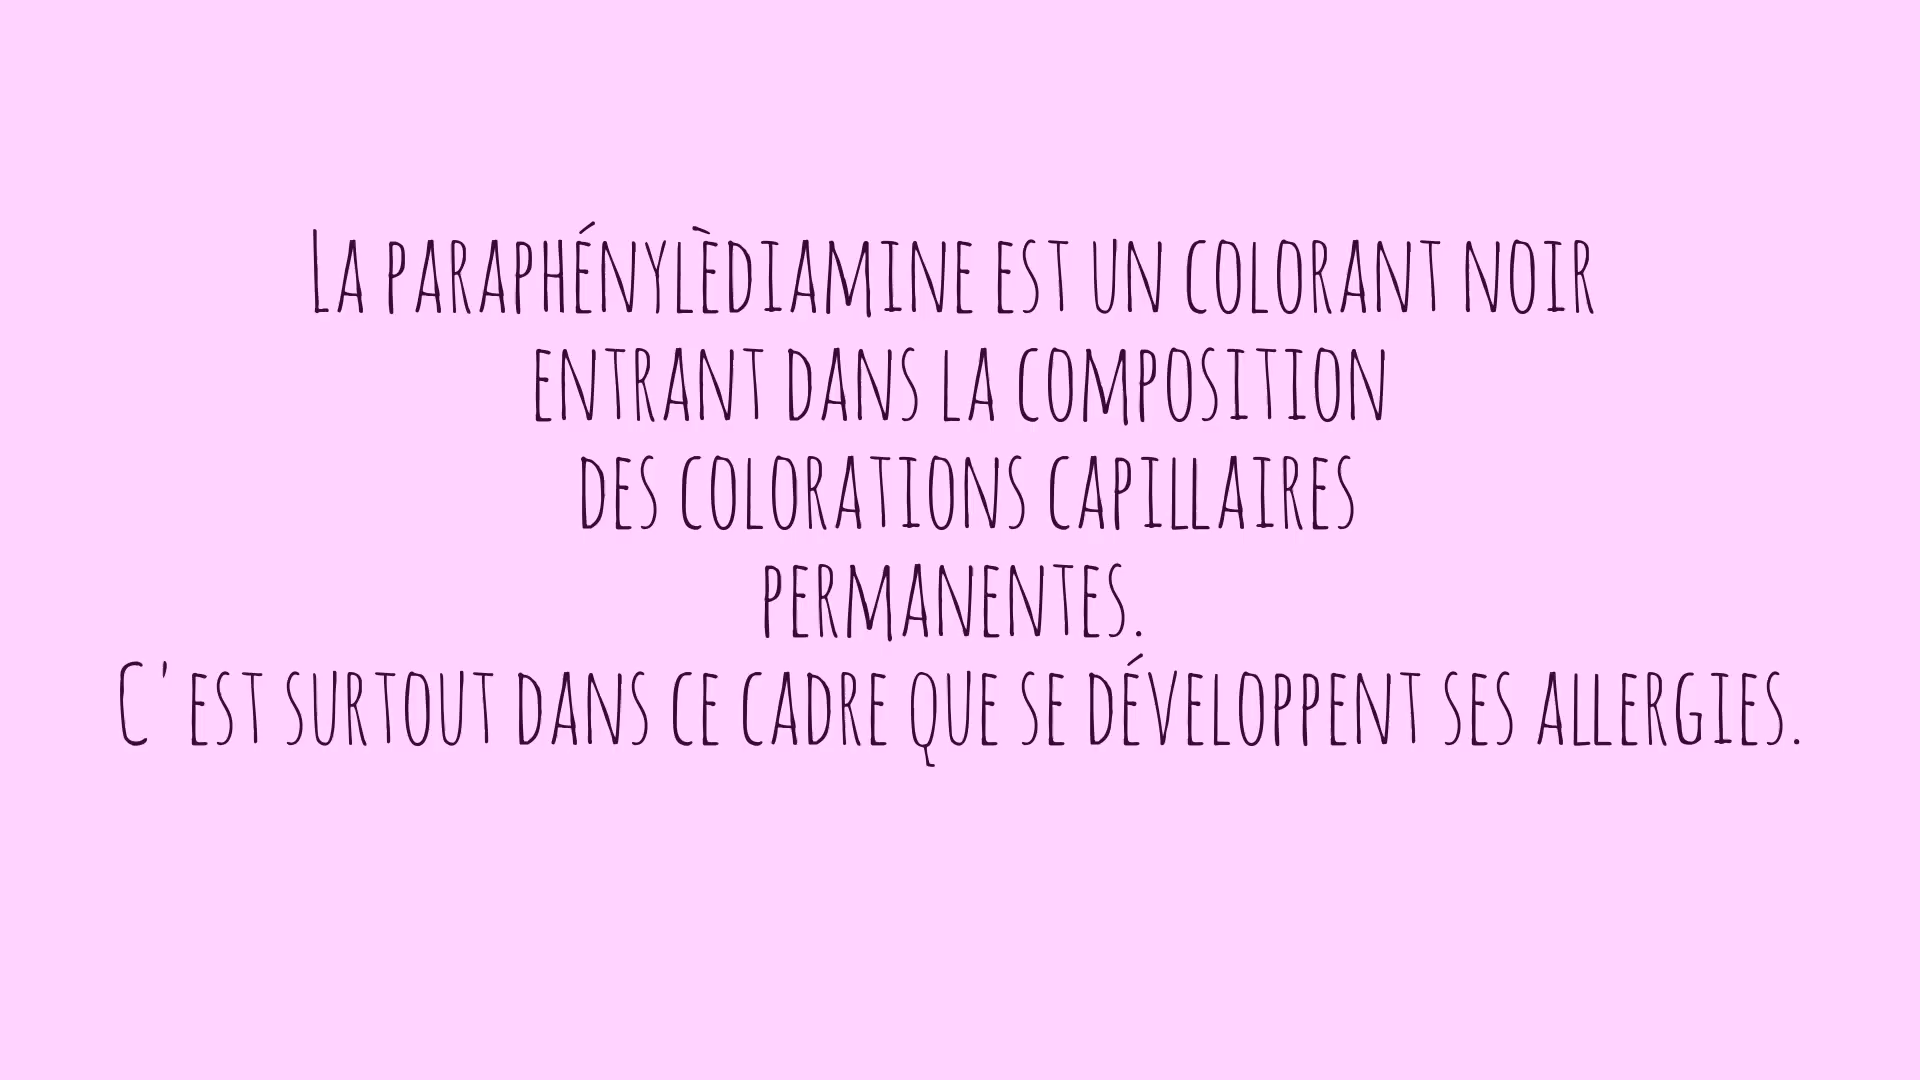 La paraphénylèdiamine est un colorant noir
entrant dans la composition
des colorations capillaires
permanentes.
C'est surtout dans ce cadre que se développent ses allergies.